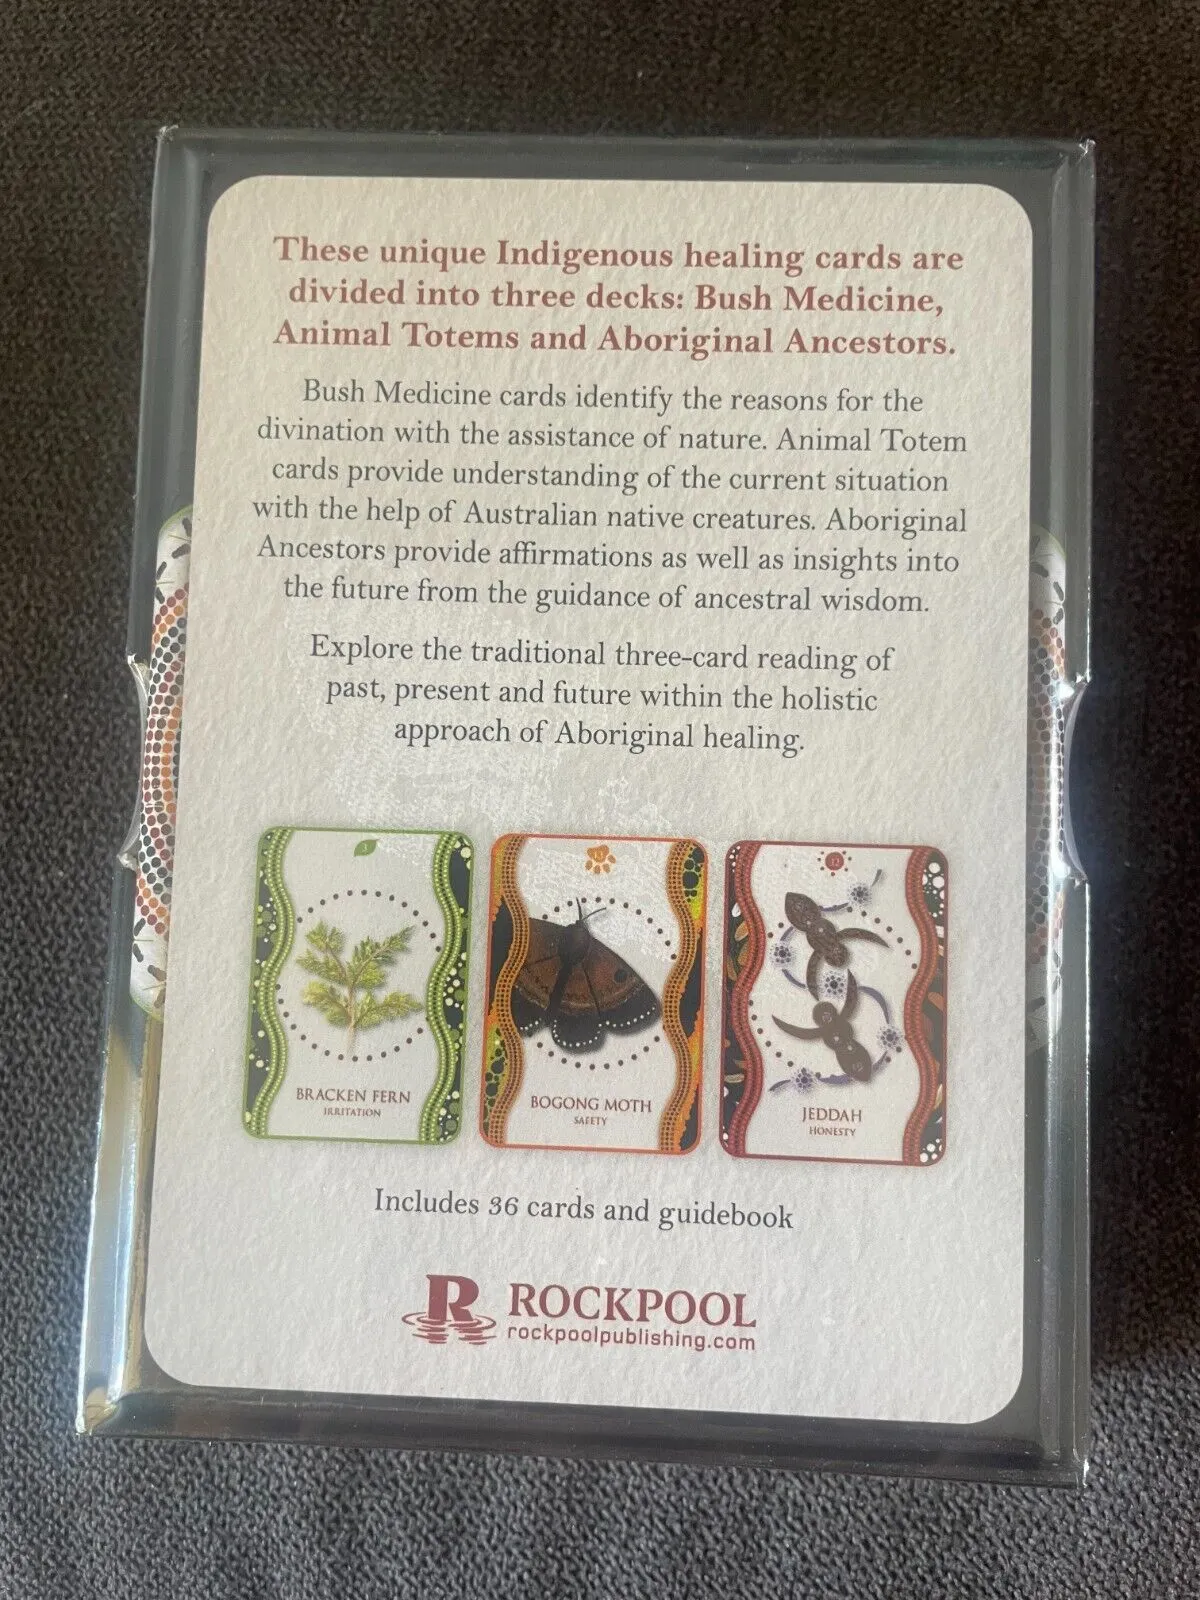 These unique Indigenous healing cards are
divided into three decks: Bush Medicine,
Animal Totems and Aboriginal Ancestors.
Bush Medicine cards identify the reasons for the
divination with the assistance of nature. Animal Totem
cards provide understanding of the current situation
with the help of Australian native creatures. Aboriginal
Ancestors provide affirmations as well as insights into
the future from the guidance of ancestral wisdom.
Explore the traditional three-card reading of
past, present and future within the holistic
approach of Aboriginal healing.
BRACKEN FERN
IRRITATION
BOGONG MOTH
SAFETY
12
JEDDAH
HONESTY
Includes 36 cards and guidebook
R ROCKPOOL
rockpoolpublishing.com